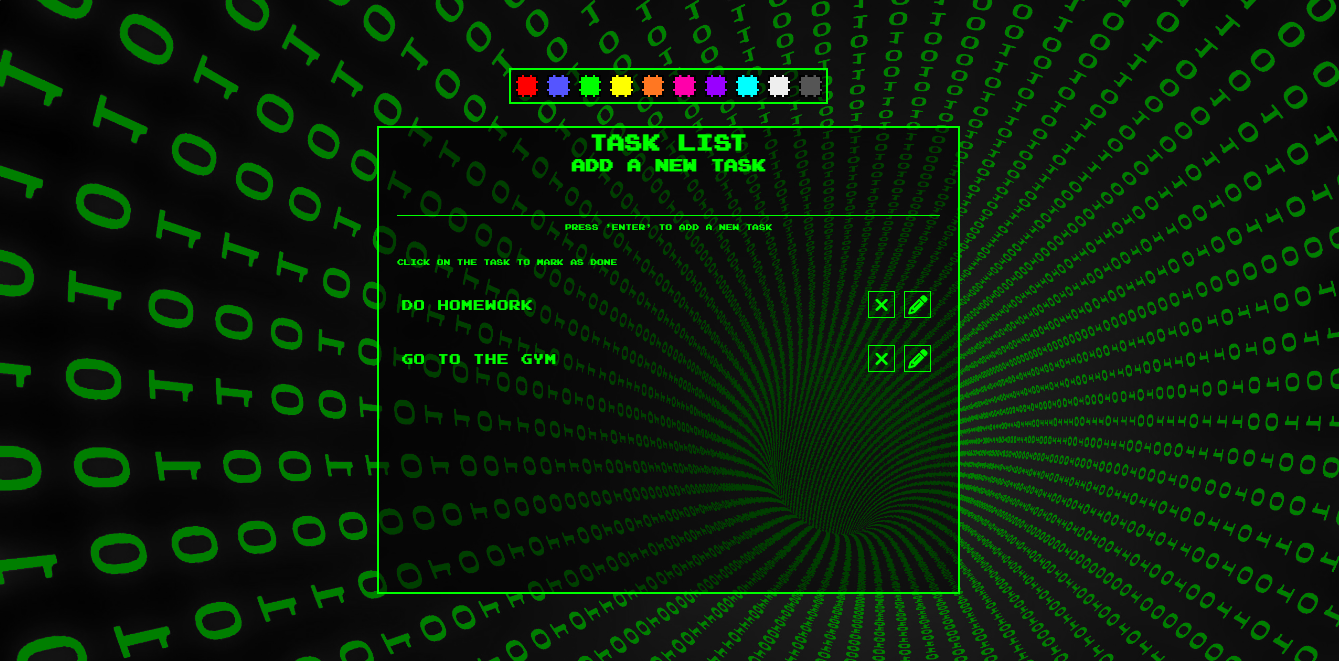 TASK LIST
ADD A NEW TASK
PRESS 'ENTER' TO ADD A NEW TASK
CLICK ON THE TASK TO MARK AS DONE
DO HOMEWORK
GO TO THE GYM